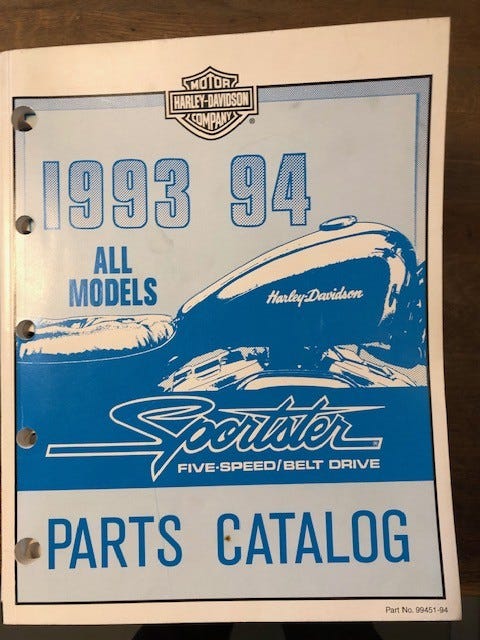 MOTOR
HARLEY-DAVIDSON
COMPANY
®
1993 94
ALL
MODELS
Harley-Davidson
Sportster
FIVE-SPEED/BELT DRIVE
PARTS CATALOG
Part No. 99451-94